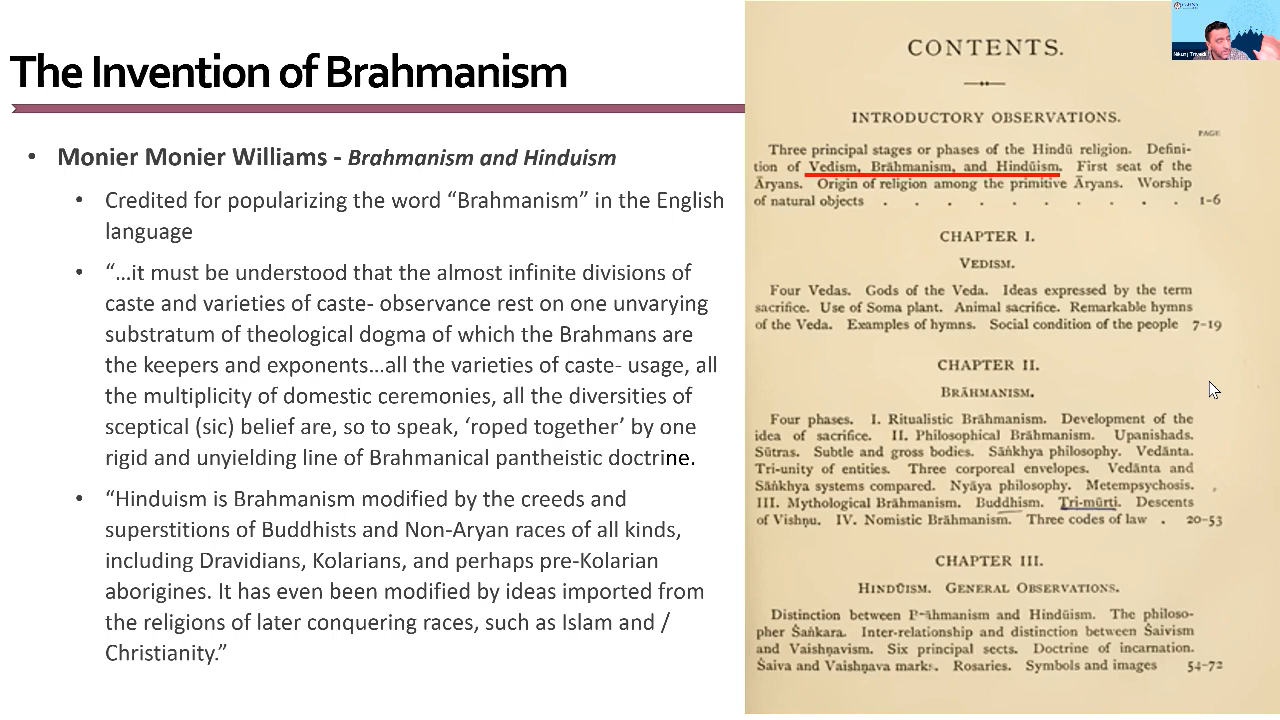 The Invention of Brahmanism
• Monier Monier Williams - Brahmanism and Hinduism
• Credited for popularizing the word “Brahmanism” in the English
language
• “…it must be understood that the almost infinite divisions of
caste and varieties of caste- observance rest on one unvarying
substratum of theological dogma of which the Brahmans are
the keepers and exponents…all the varieties of caste- usage, all
the multiplicity of domestic ceremonies, all the diversities of
sceptical (sic) belief are, so to speak, ‘roped together’ by one
rigid and unyielding line of Brahmanical pantheistic doctrine.
• “Hinduism is Brahmanism modified by the creeds and
superstitions of Buddhists and Non-Aryan races of all kinds,
including Dravidians, Kolarians, and perhaps pre-Kolarian
aborigines. It has even been modified by ideas imported from
the religions of later conquering races, such as Islam and /
Christianity.”
CONTENTS.
INTRODUCTORY OBSERVATIONS.
PAGE
Three principal stages or phases of the Hindū religion. Defini-
tion of Vedism, Brāhmanism, and Hindūism. First seat of the
Āryans. Origin of religion among the primitive Āryans. Worship
of natural objects . . . . . . . . . . 1-6
CHAPTER I.
VEDISM.
Four Vedas. Gods of the Veda. Ideas expressed by the term
sacrifice. Use of Soma plant. Animal sacrifice. Remarkable hymns
of the Veda. Examples of hymns. Social condition of the people 7-19
CHAPTER II.
BRĀHMANISM.
Four phases. I. Ritualistic Brāhmanism. Development of the
idea of sacrifice. II. Philosophical Brāhmanism. Upanishads.
Sūtras. Subtle and gross bodies. Sāṅkhya philosophy. Vedānta.
Tri-unity of entities. Three corporeal envelopes. Vedānta and
Sāṅkhya systems compared. Nyāya philosophy. Metempsychosis.
III. Mythological Brāhmanism. Buddhism. Tri-mūrti. Descents
of Vishṇu. IV. Nomistic Brāhmanism. Three codes of law . 20-53
CHAPTER III.
HINDŪISM. GENERAL OBSERVATIONS.
Distinction between Brāhmanism and Hindūism. The philoso-
pher Śaṅkara. Inter-relationship and distinction between Śaivism
and Vaishṇavism. Six principal sects. Doctrine of incarnation.
Śaiva and Vaishṇava marks. Rosaries. Symbols and images 54-72
Nikunj Trivedi